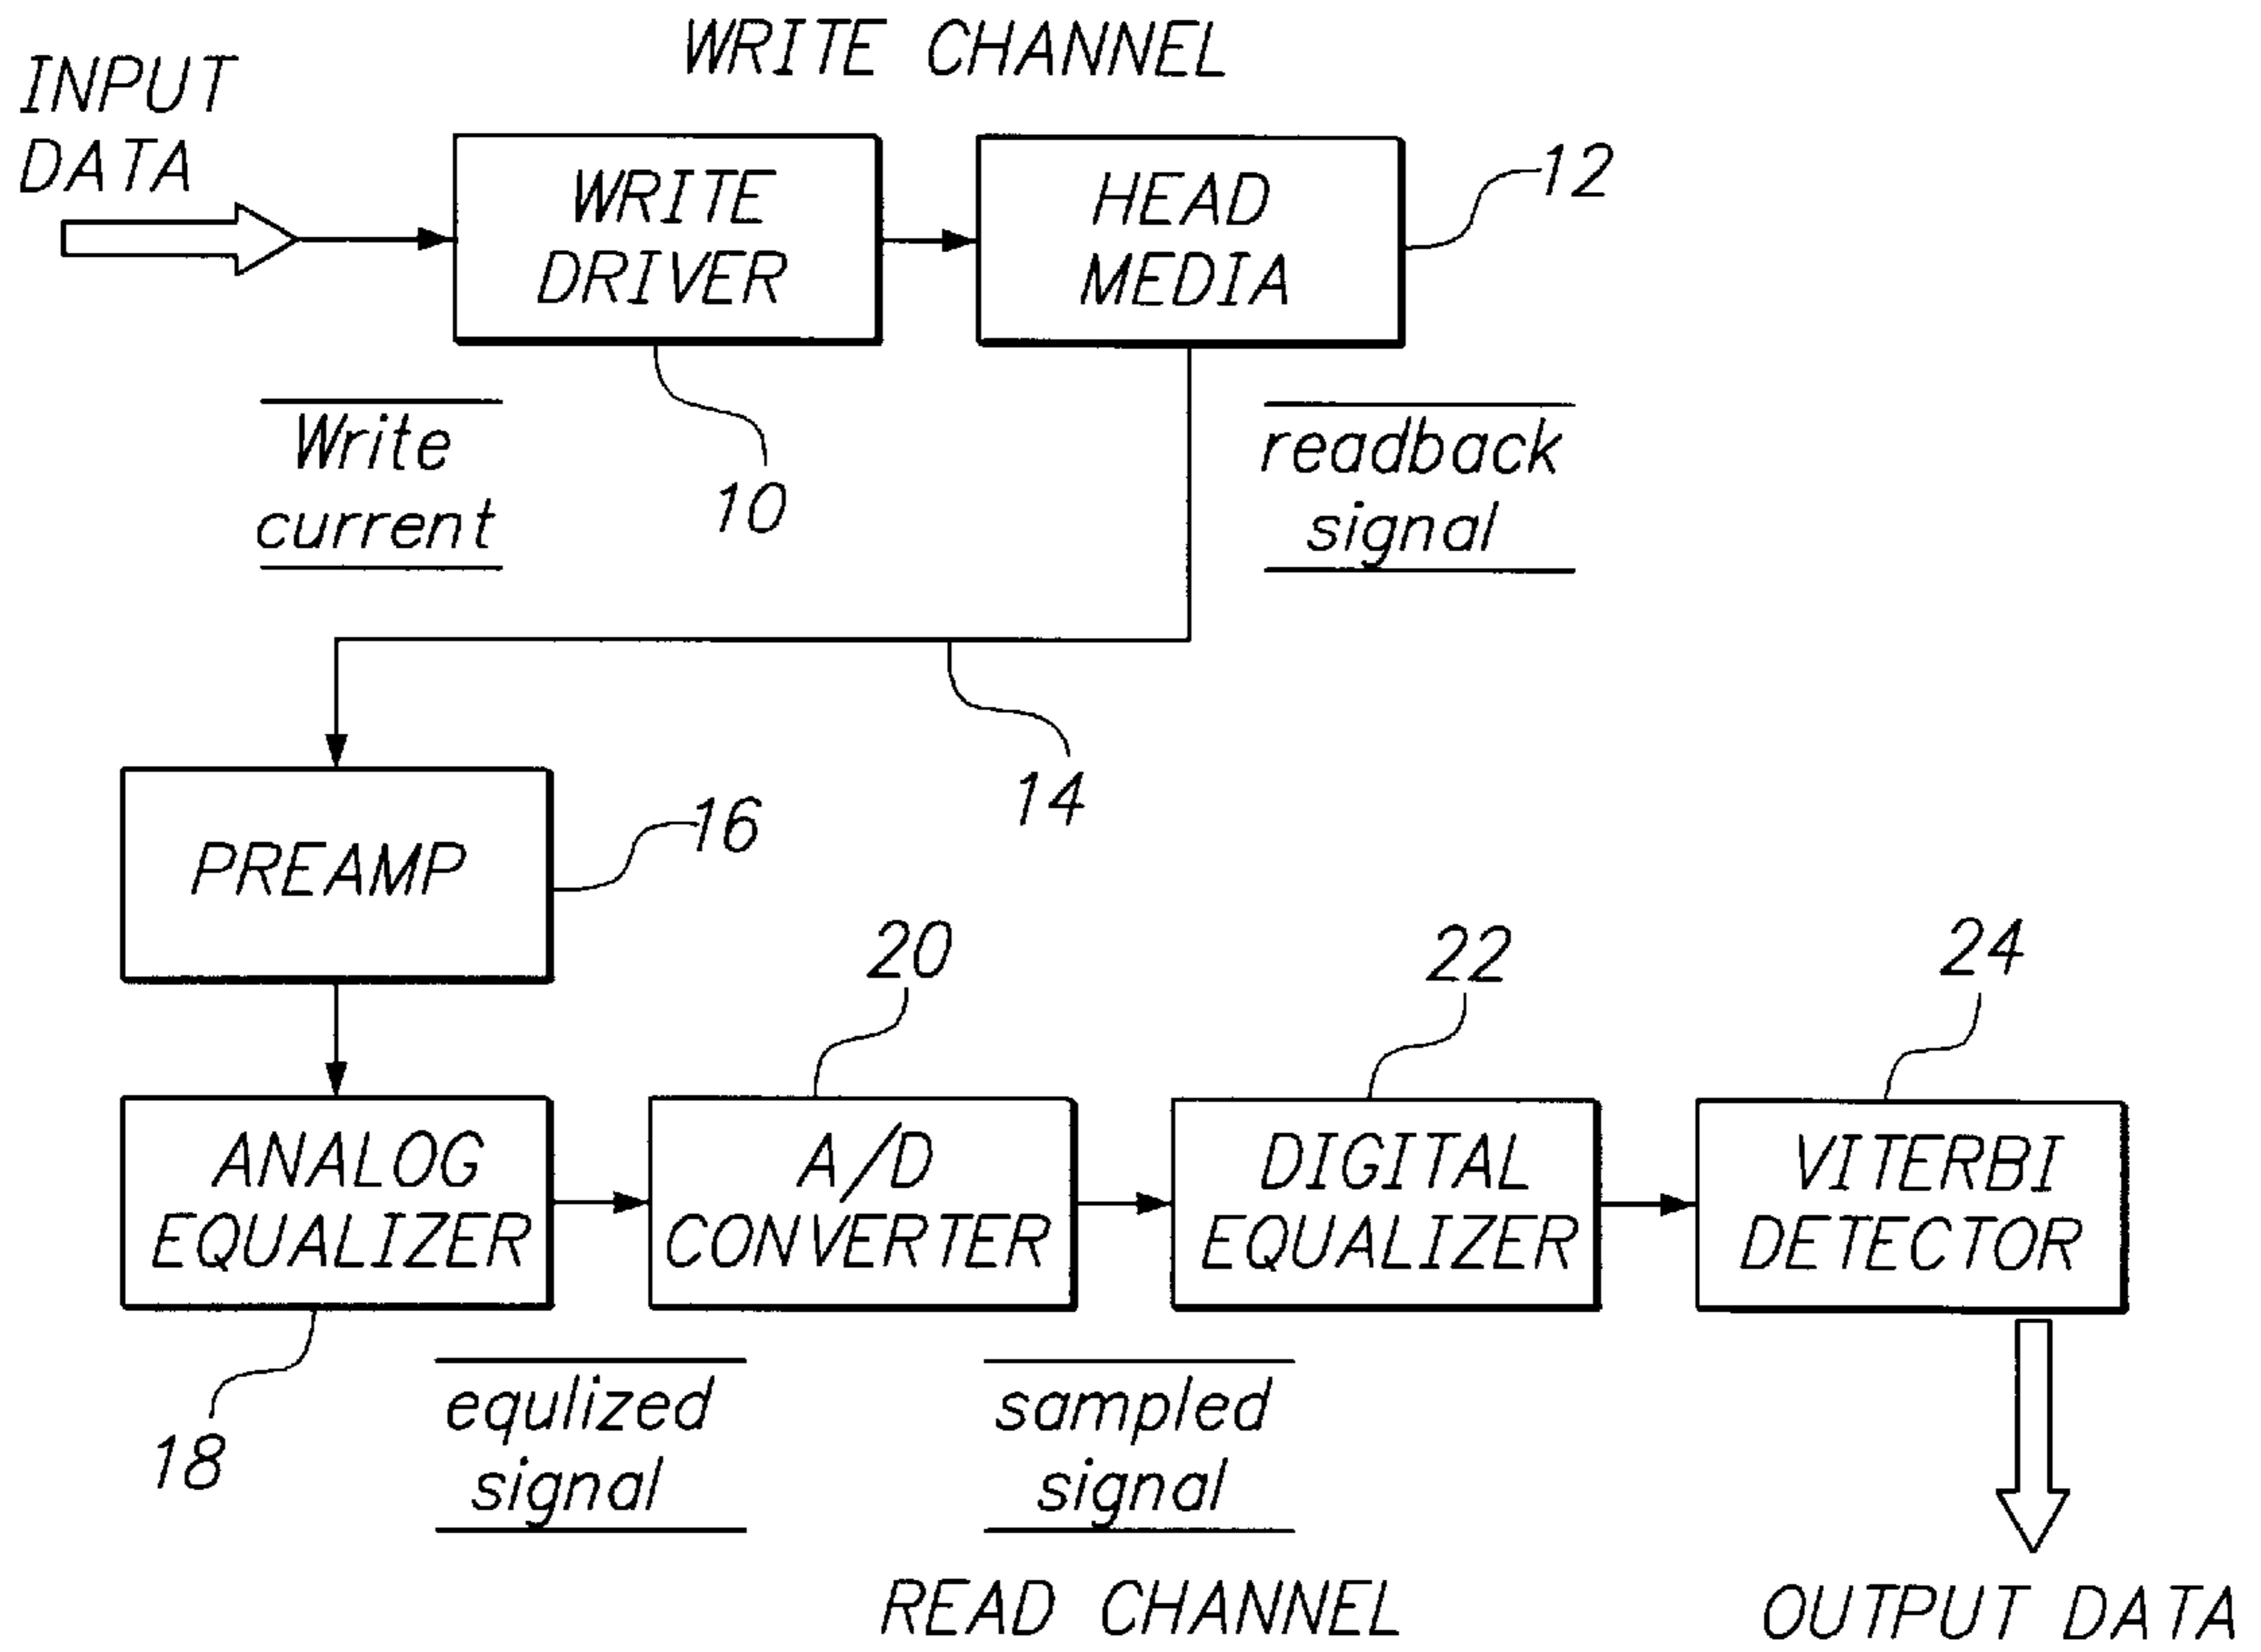 WRITE CHANNEL
INPUT
DATA
WRITE
DRIVER
HEAD
MEDIA
12
Write
current
10
readback
signal
14
PREAMP
16
20
22
24
ANALOG
EQUALIZER
A/D
CONVERTER
DIGITAL
EQUALIZER
VITERBI
DETECTOR
18
equlized
signal
sampled
signal
READ CHANNEL
OUTPUT DATA